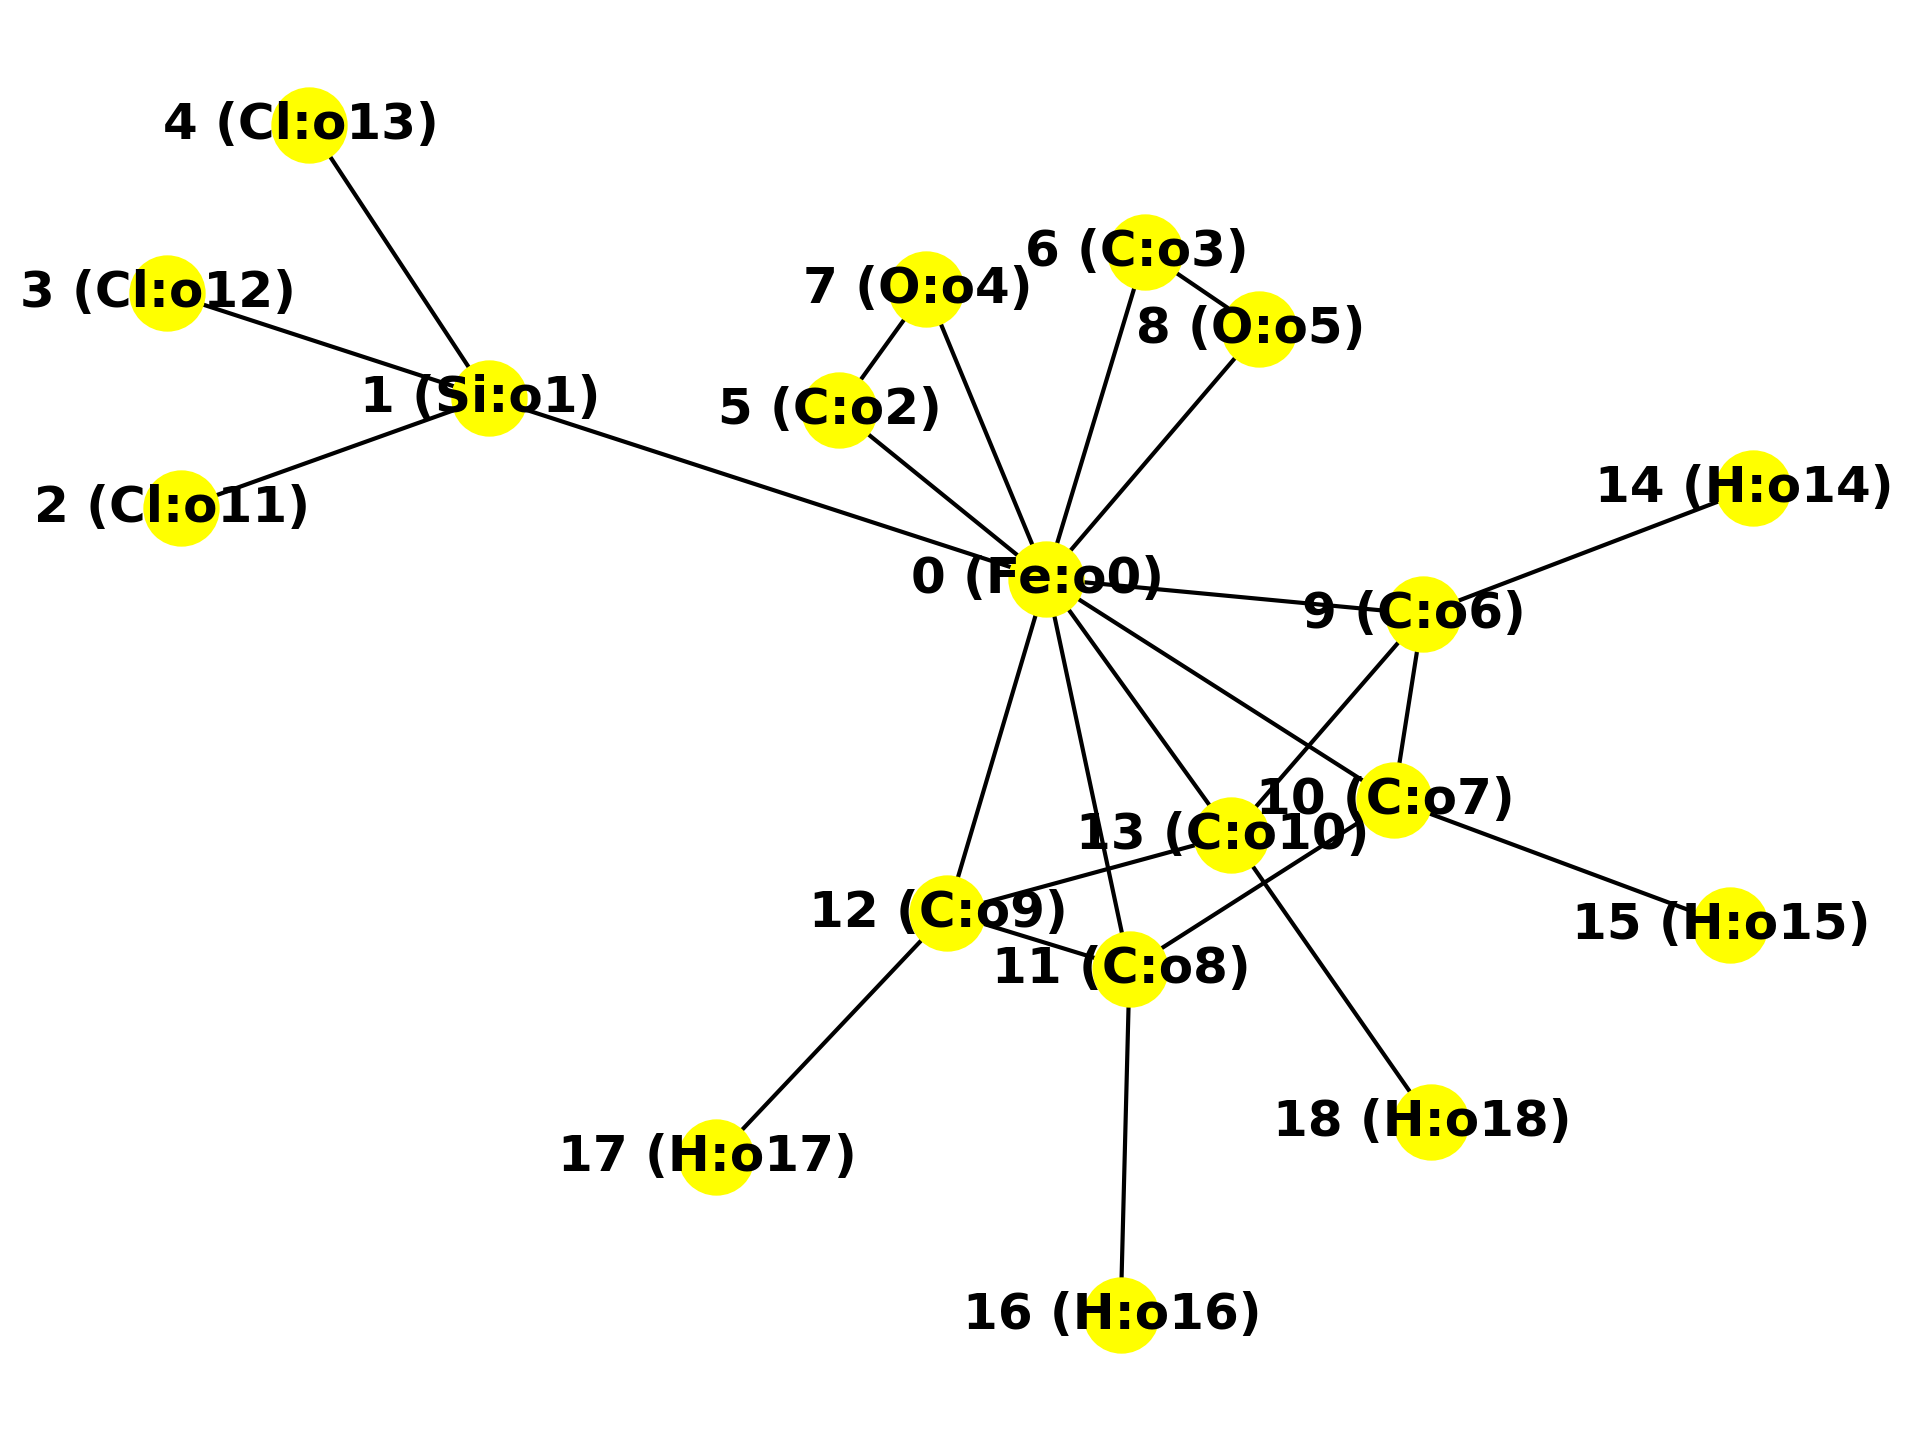 4 (Cl:o13)
6 (C:o3)
3 (Cl:o12)
7 (O:o4)
8 (O:o5)
1 (Si:o1)
5 (C:o2)
14 (H:o14)
2 (Cl:o11)
0 (Fe:o0)
9 (C:o6)
10 (C:o7)
13 (C:o10)
12 (C:o9)
15 (H:o15)
11 (C:o8)
18 (H:o18)
17 (H:o17)
16 (H:o16)